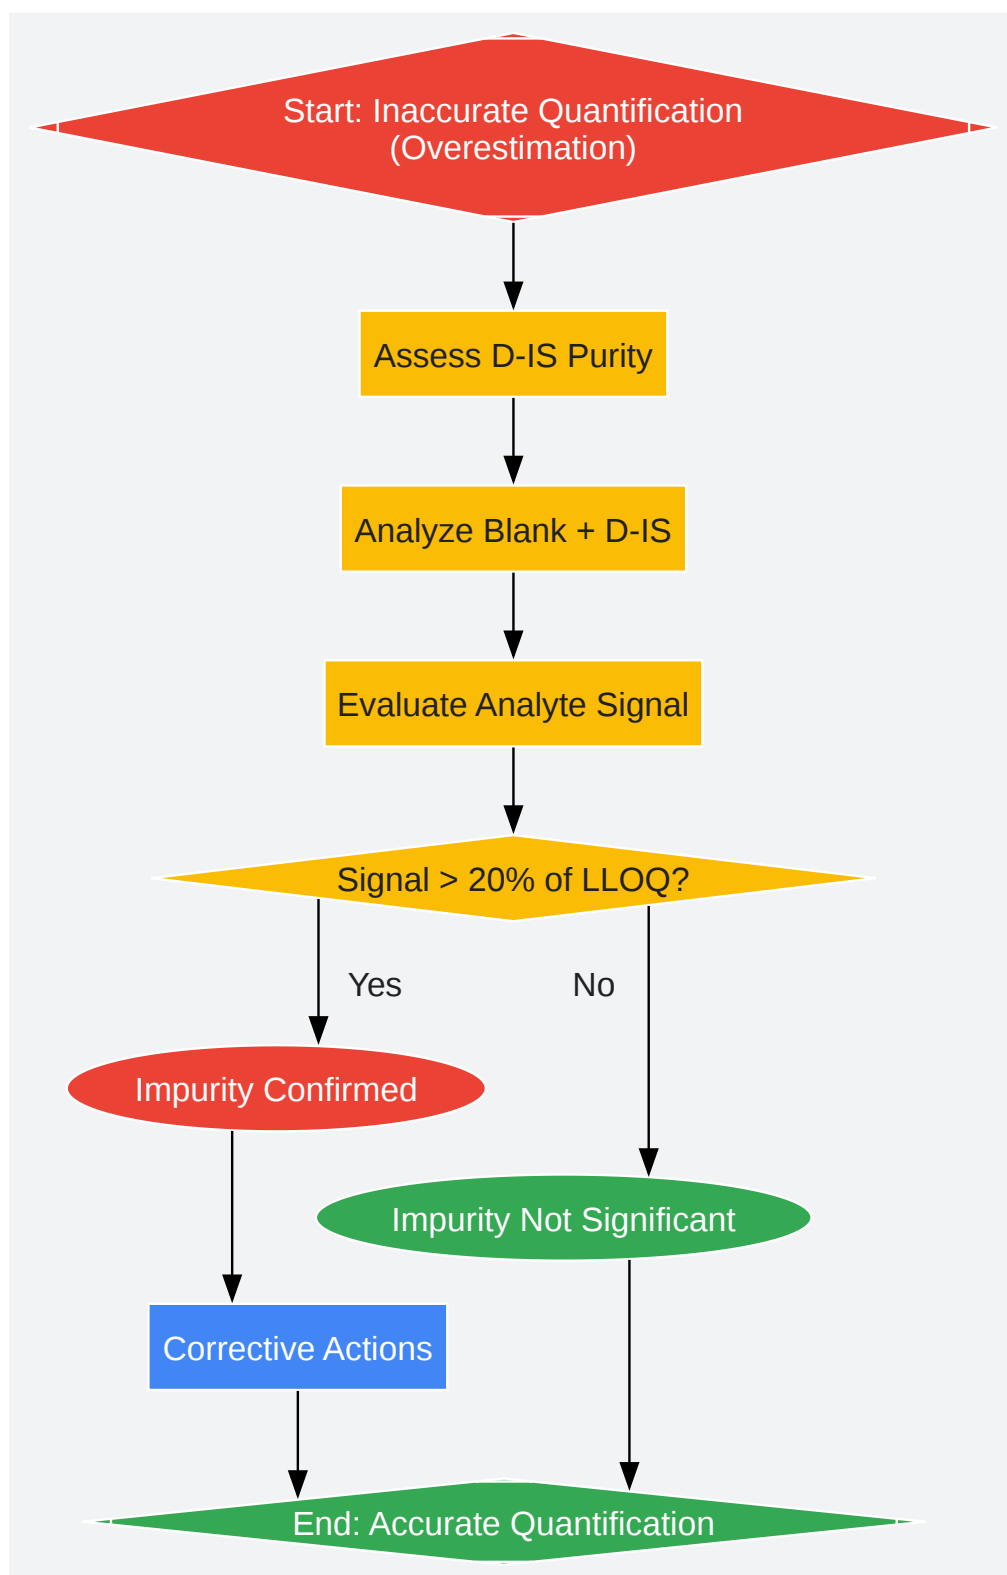 Start: Inaccurate Quantification
(Overestimation)
Assess D-IS Purity
Analyze Blank + D-IS
Evaluate Analyte Signal
Signal > 20% of LLOQ?
Yes
No
Impurity Confirmed
Impurity Not Significant
Corrective Actions
End: Accurate Quantification